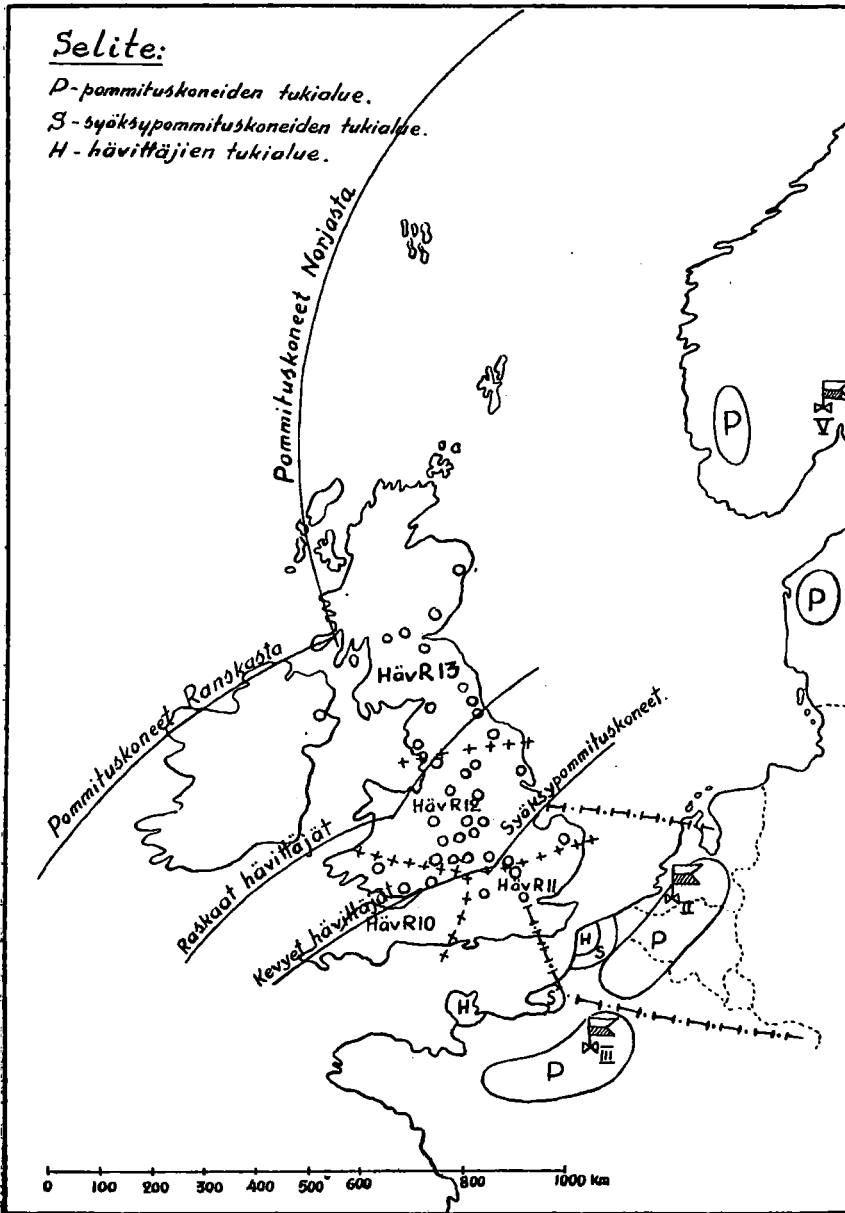 Selite:
P-pommituskoneiden tukialue.
S-syöksypommituskoneiden tukialue.
H-hävittäjien tukialue.
Pommituskoneet Norjasta
P
V
P
Pommituskoneet Ranskasta
HävR13
Syöksypommituskoneet.
HävR12
Raskaat hävittäjät
Kevyet hävittäjät
HävR11
HävR10
II
H
S
P
H
S
III
P
0 100 200 300 400 500 600 800 1000 Km